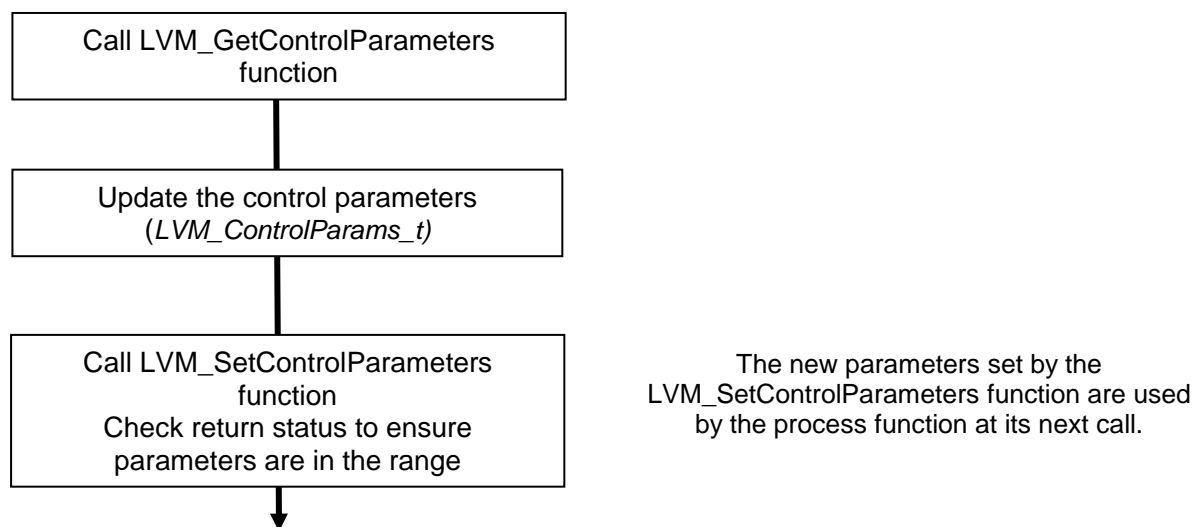 Call LVM_GetControlParameters
function
Update the control parameters
(LVM_ControlParams_t)
Call LVM_SetControlParameters
function
Check return status to ensure
parameters are in the range
The new parameters set by the
LVM_SetControlParameters function are used
by the process function at its next call.